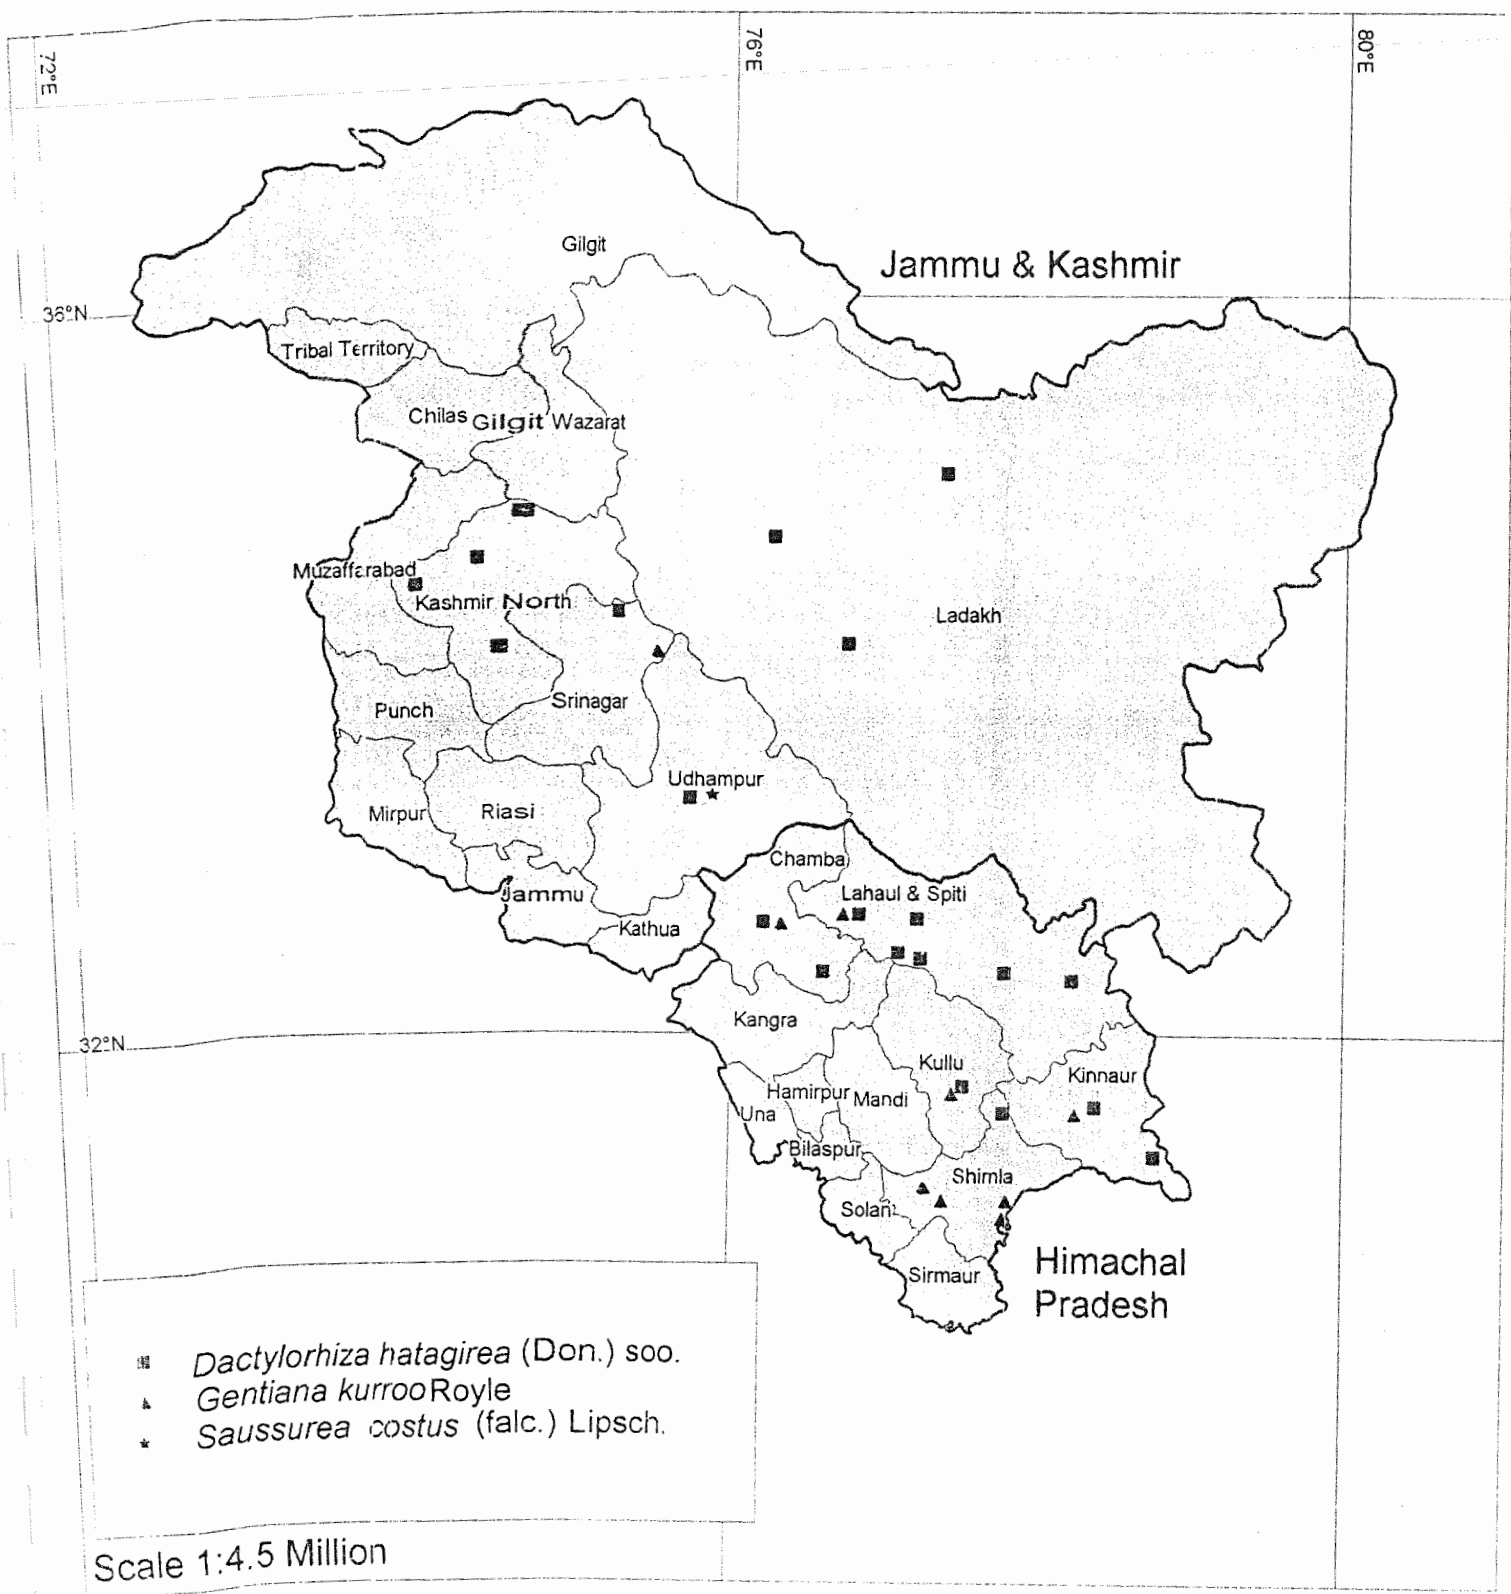 72°E
76°E
80°E
Gilgit
Jammu & Kashmir
36°N
Tribal Territory
Chilas
Gilgit Wazarat
Muzaffarabad
Kashmir North
Ladakh
Srinagar
Punch
Udhampur
Mirpur
Riasi
Chamba
Lahaul & Spiti
Jammu
Kathua
Kangra
32°N
Kullu
Kinnaur
Hamirpur
Mandi
Una
Bilaspur
Shimla
Solan
Himachal
Pradesh
Sirmaur
Dactylorhiza hatagirea (Don.) soo.
Gentiana kurroo Royle
Saussurea costus (falc.) Lipsch.
Scale 1:4.5 Million